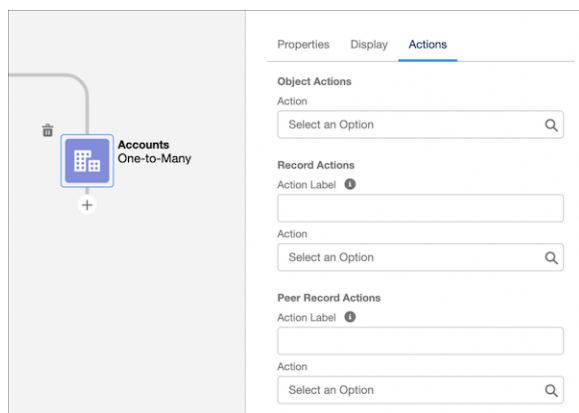 Properties Display Actions
Object Actions
Action
Select an Option
Accounts
One-to-Many
Record Actions
Action Label
Action
Select an Option
Peer Record Actions
Action Label
Action
Select an Option